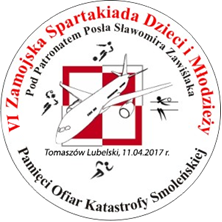 VI Zamojska Spartakiada Dzieci i Młodzieży
Pod Patronatem Posła Sławomira Zawiślaka
Tomaszów Lubelski, 11.04.2017 r.
Pamięci Ofiar Katastrofy Smoleńskiej